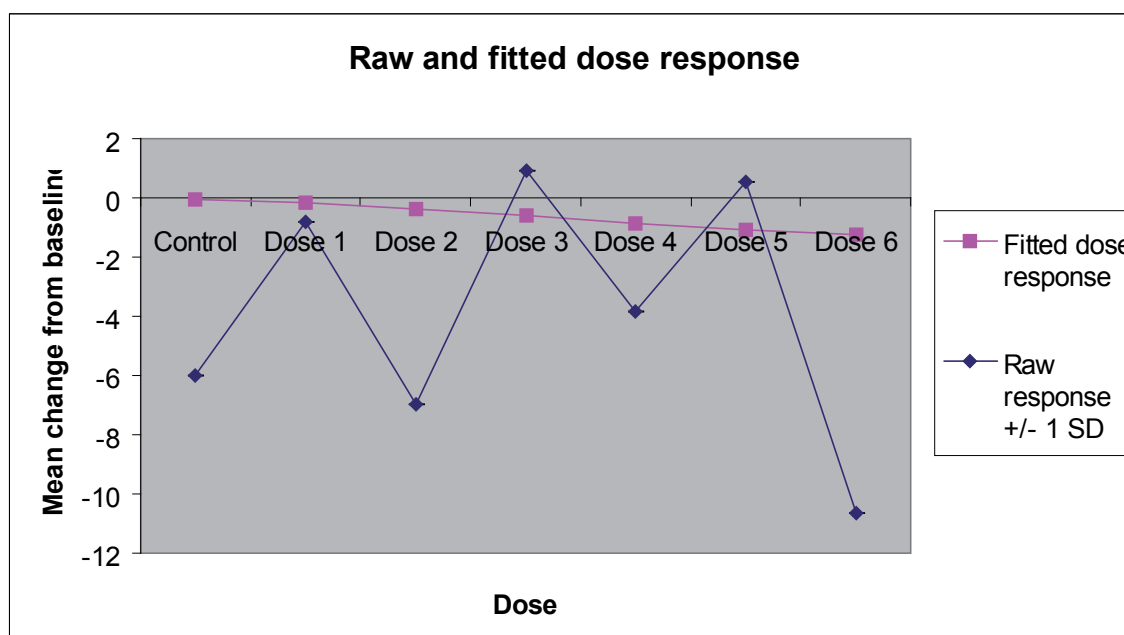 Raw and fitted dose response
2
0
-2
-4
-6
-8
-10
-12
Mean change from baseline
Control Dose 1 Dose 2 Dose 3 Dose 4 Dose 5 Dose 6
Dose
Fitted dose
response
Raw
response
+/- 1 SD